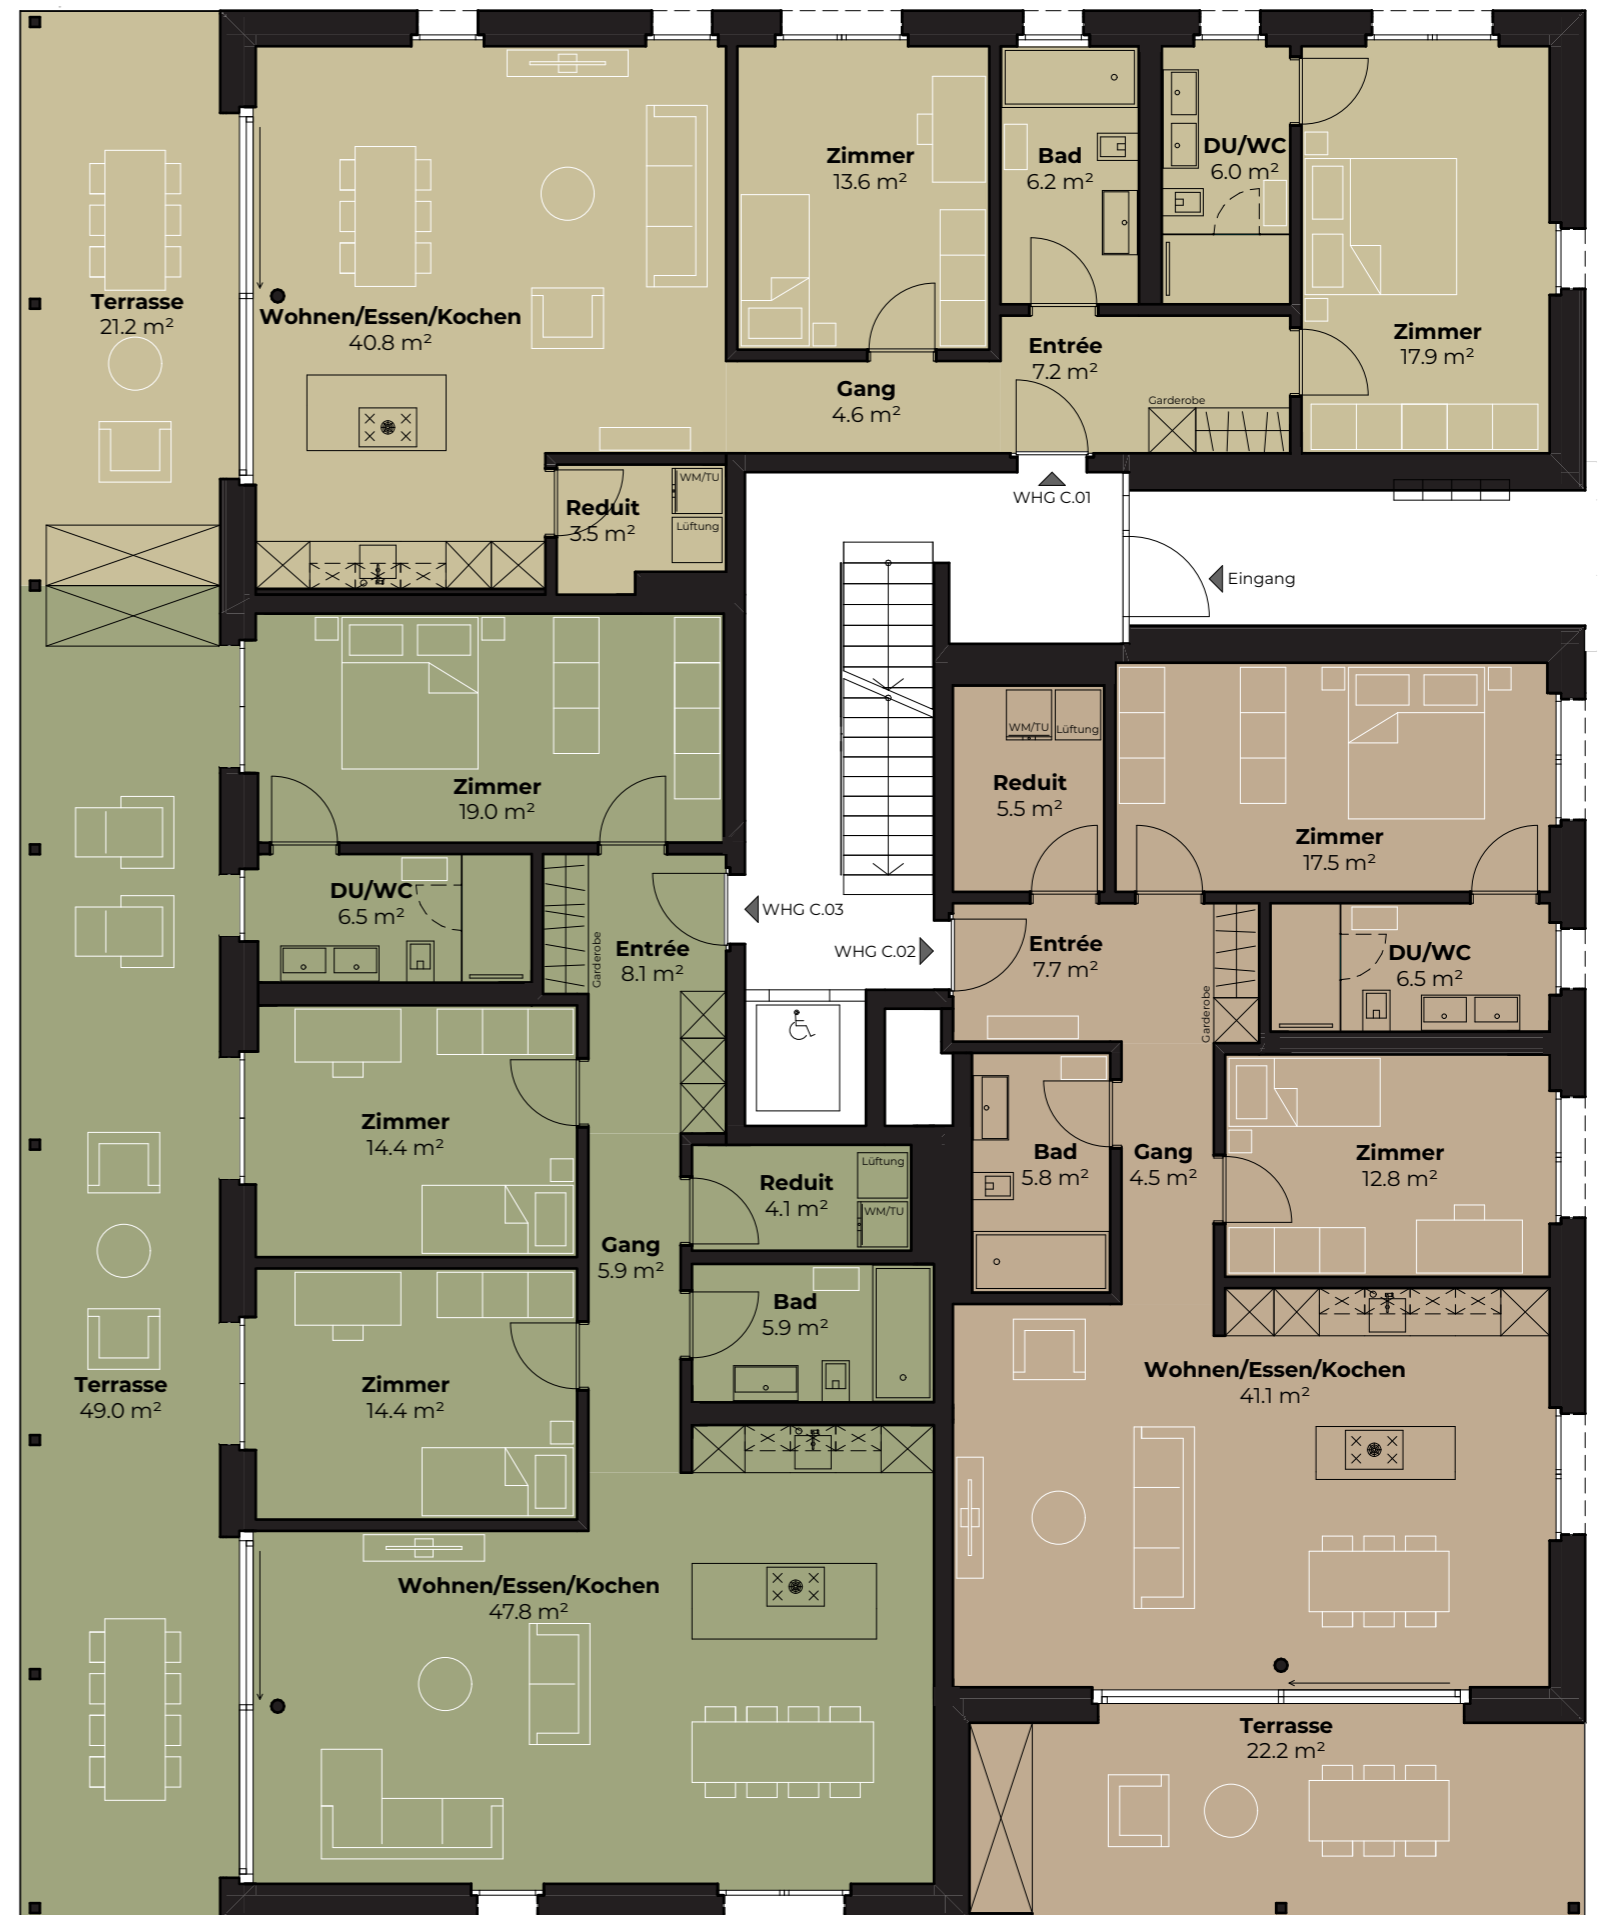 Zimmer
13.6 m²
Bad
6.2 m²
DU/WC
6.0 m²
Terrasse
21.2 m²
Wohnen/Essen/Kochen
40.8 m²
Zimmer
17.9 m²
Entrée
7.2 m²
Gang
4.6 m²
Garderobe
Reduit
3.5 m²
WM/TU
Lüftung
WHG C.01
Eingang
Zimmer
19.0 m²
DU/WC
6.5 m²
Garderobe
Entrée
8.1 m²
WHG C.03
WHG C.02
Reduit
5.5 m²
WM/TU
Lüftung
Zimmer
17.5 m²
Entrée
7.7 m²
Garderobe
DU/WC
6.5 m²
Zimmer
14.4 m²
Reduit
4.1 m²
Lüftung
WM/TU
Bad
5.8 m²
Gang
4.5 m²
Zimmer
12.8 m²
Gang
5.9 m²
Bad
5.9 m²
Terrasse
49.0 m²
Zimmer
14.4 m²
Wohnen/Essen/Kochen
41.1 m²
Wohnen/Essen/Kochen
47.8 m²
Terrasse
22.2 m²